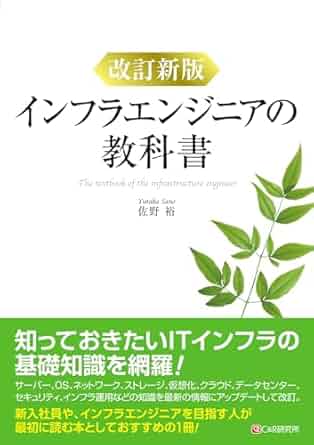 改訂新版
インフラエンジニアの
教科書
The textbook of the infrastructure engineer
Yutaka Sano
佐野 裕
知っておきたいITインフラの
基礎知識を網羅！
サーバー、OS、ネットワーク、ストレージ、仮想化、クラウド、データセンター、
セキュリティ、インフラ運用などの知識を最新の情報にアップデートして改訂。
新入社員や、インフラエンジニアを目指す人が
最初に読む本としておすすめの1冊！
C&R研究所